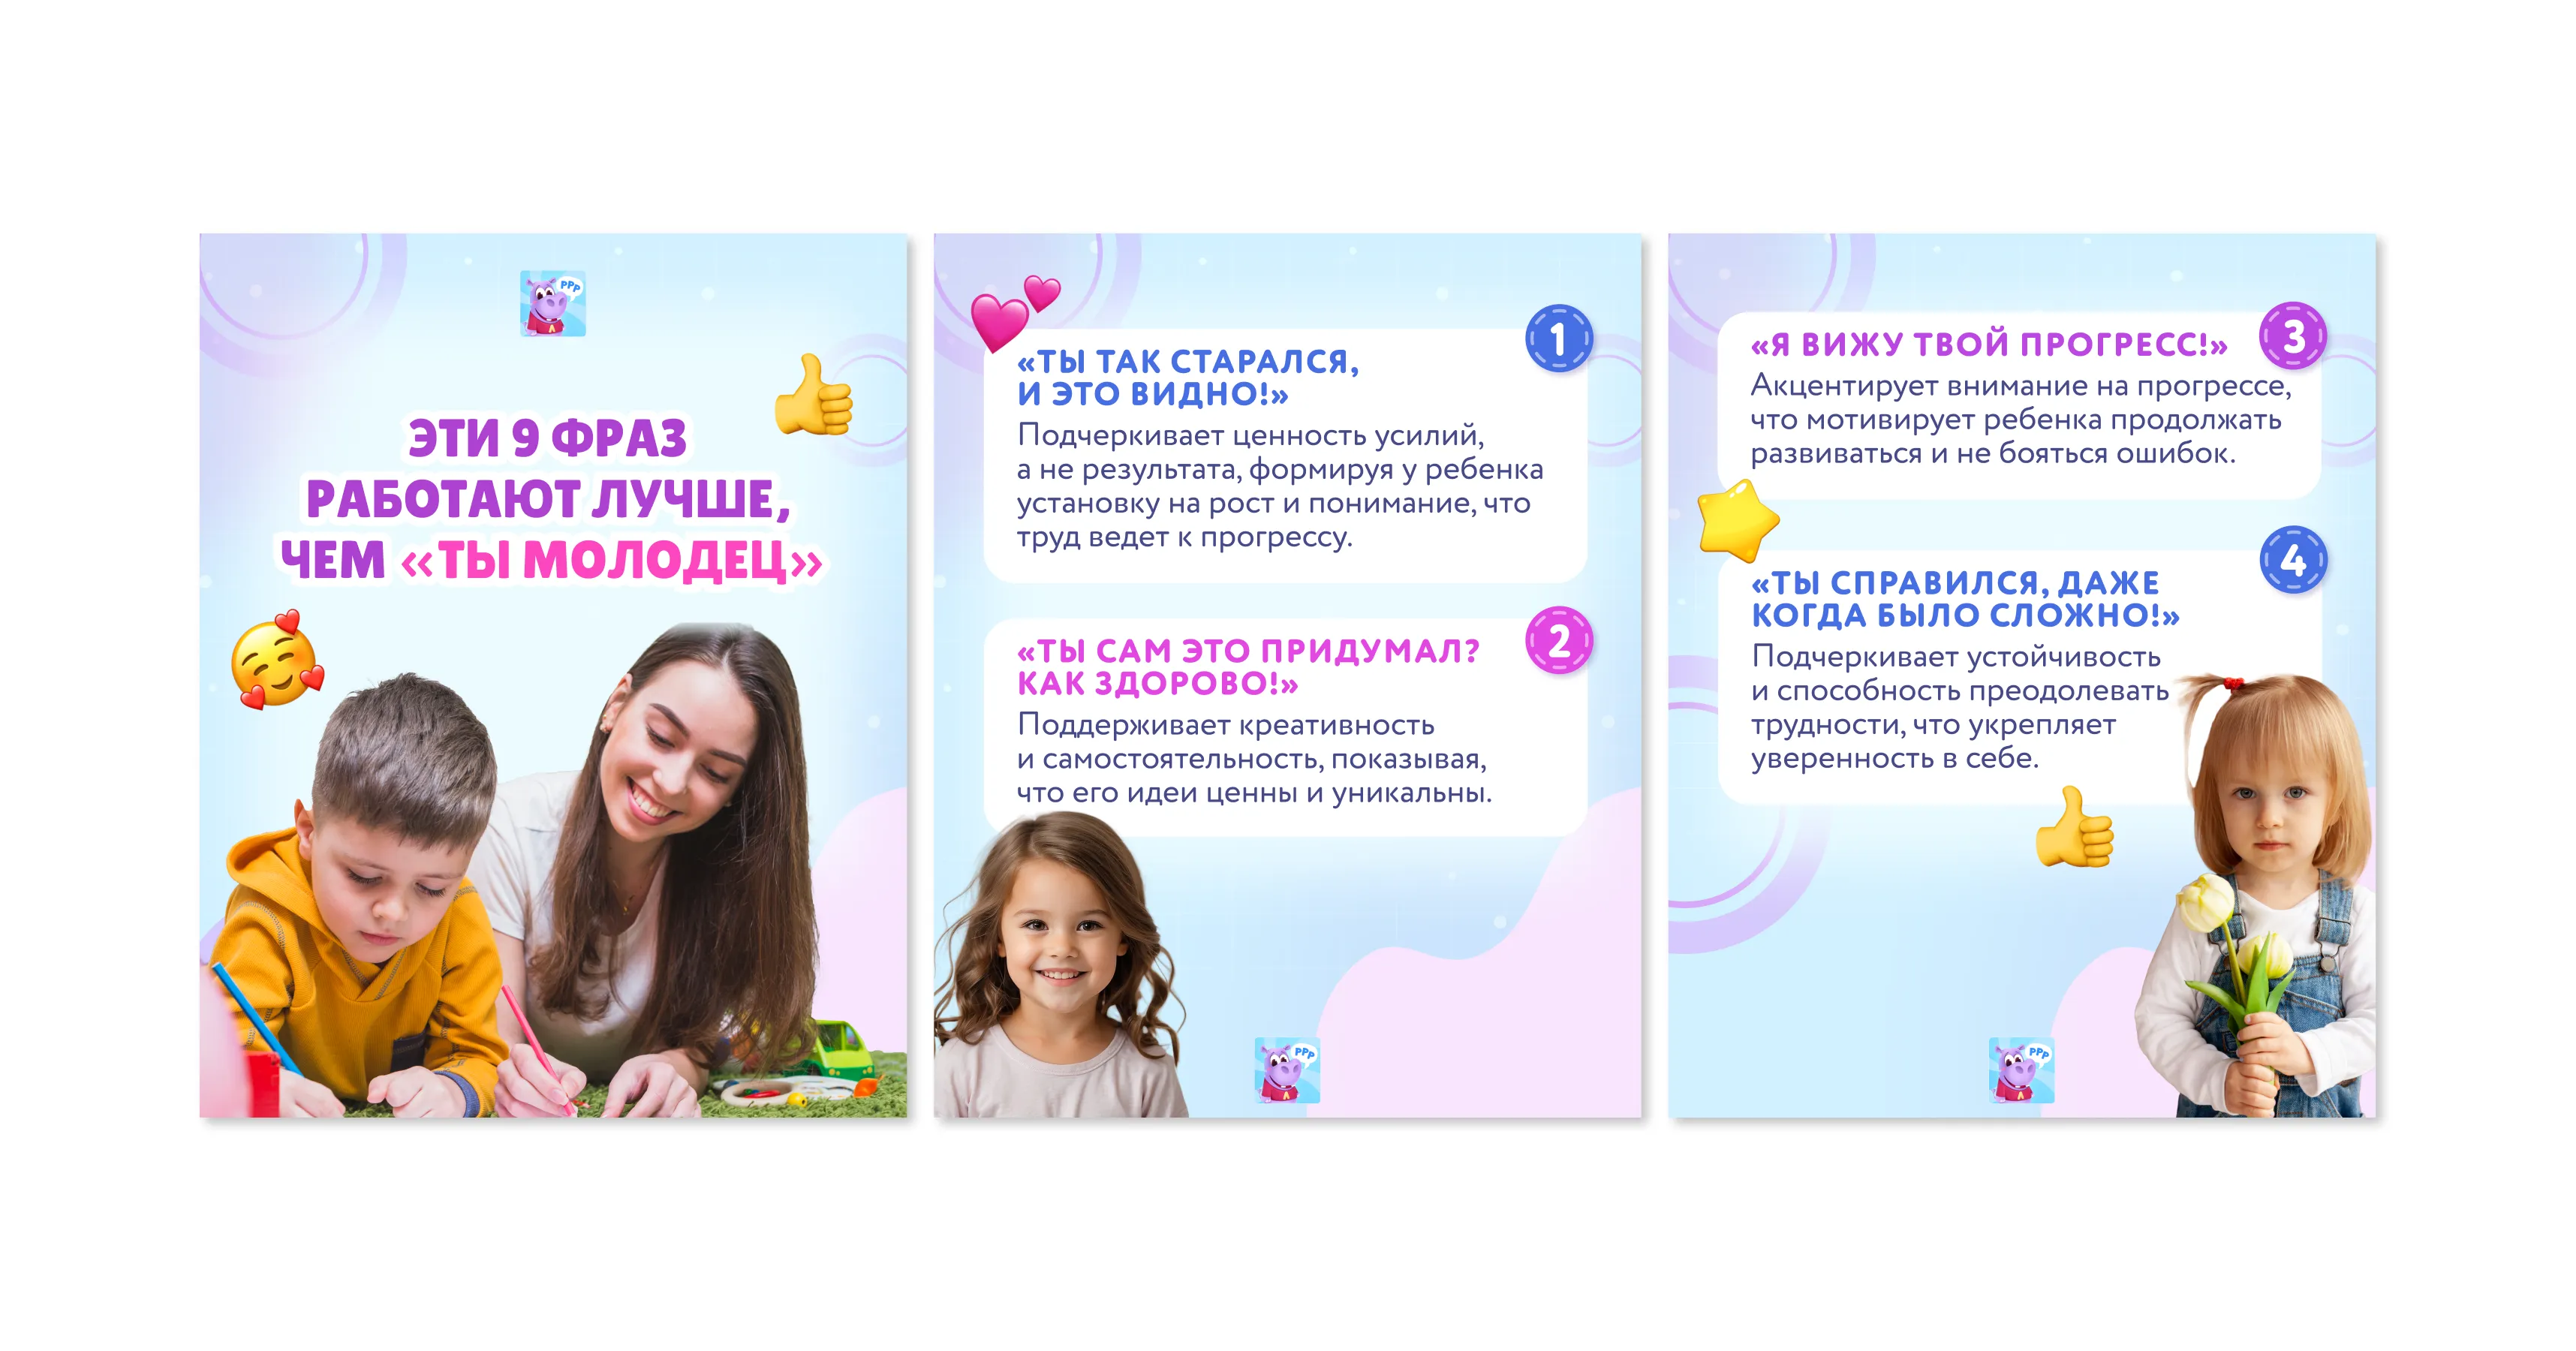 PPP
А
ЭТИ 9 ФРАЗ
РАБОТАЮТ ЛУЧШЕ,
ЧЕМ «ТЫ МОЛОДЕЦ»
1
«ТЫ ТАК СТАРАЛСЯ,
И ЭТО ВИДНО!»
Подчеркивает ценность усилий,
а не результата, формируя у ребенка
установку на рост и понимание, что
труд ведет к прогрессу.
2
«ТЫ САМ ЭТО ПРИДУМАЛ?
КАК ЗДОРОВО!»
Поддерживает креативность
и самостоятельность, показывая,
что его идеи ценны и уникальны.
PPP
А
3
«Я ВИЖУ ТВОЙ ПРОГРЕСС!»
Акцентирует внимание на прогрессе,
что мотивирует ребенка продолжать
развиваться и не бояться ошибок.
4
«ТЫ СПРАВИЛСЯ, ДАЖЕ
КОГДА БЫЛО СЛОЖНО!»
Подчеркивает устойчивость
и способность преодолевать
трудности, что укрепляет
уверенность в себе.
PPP
А